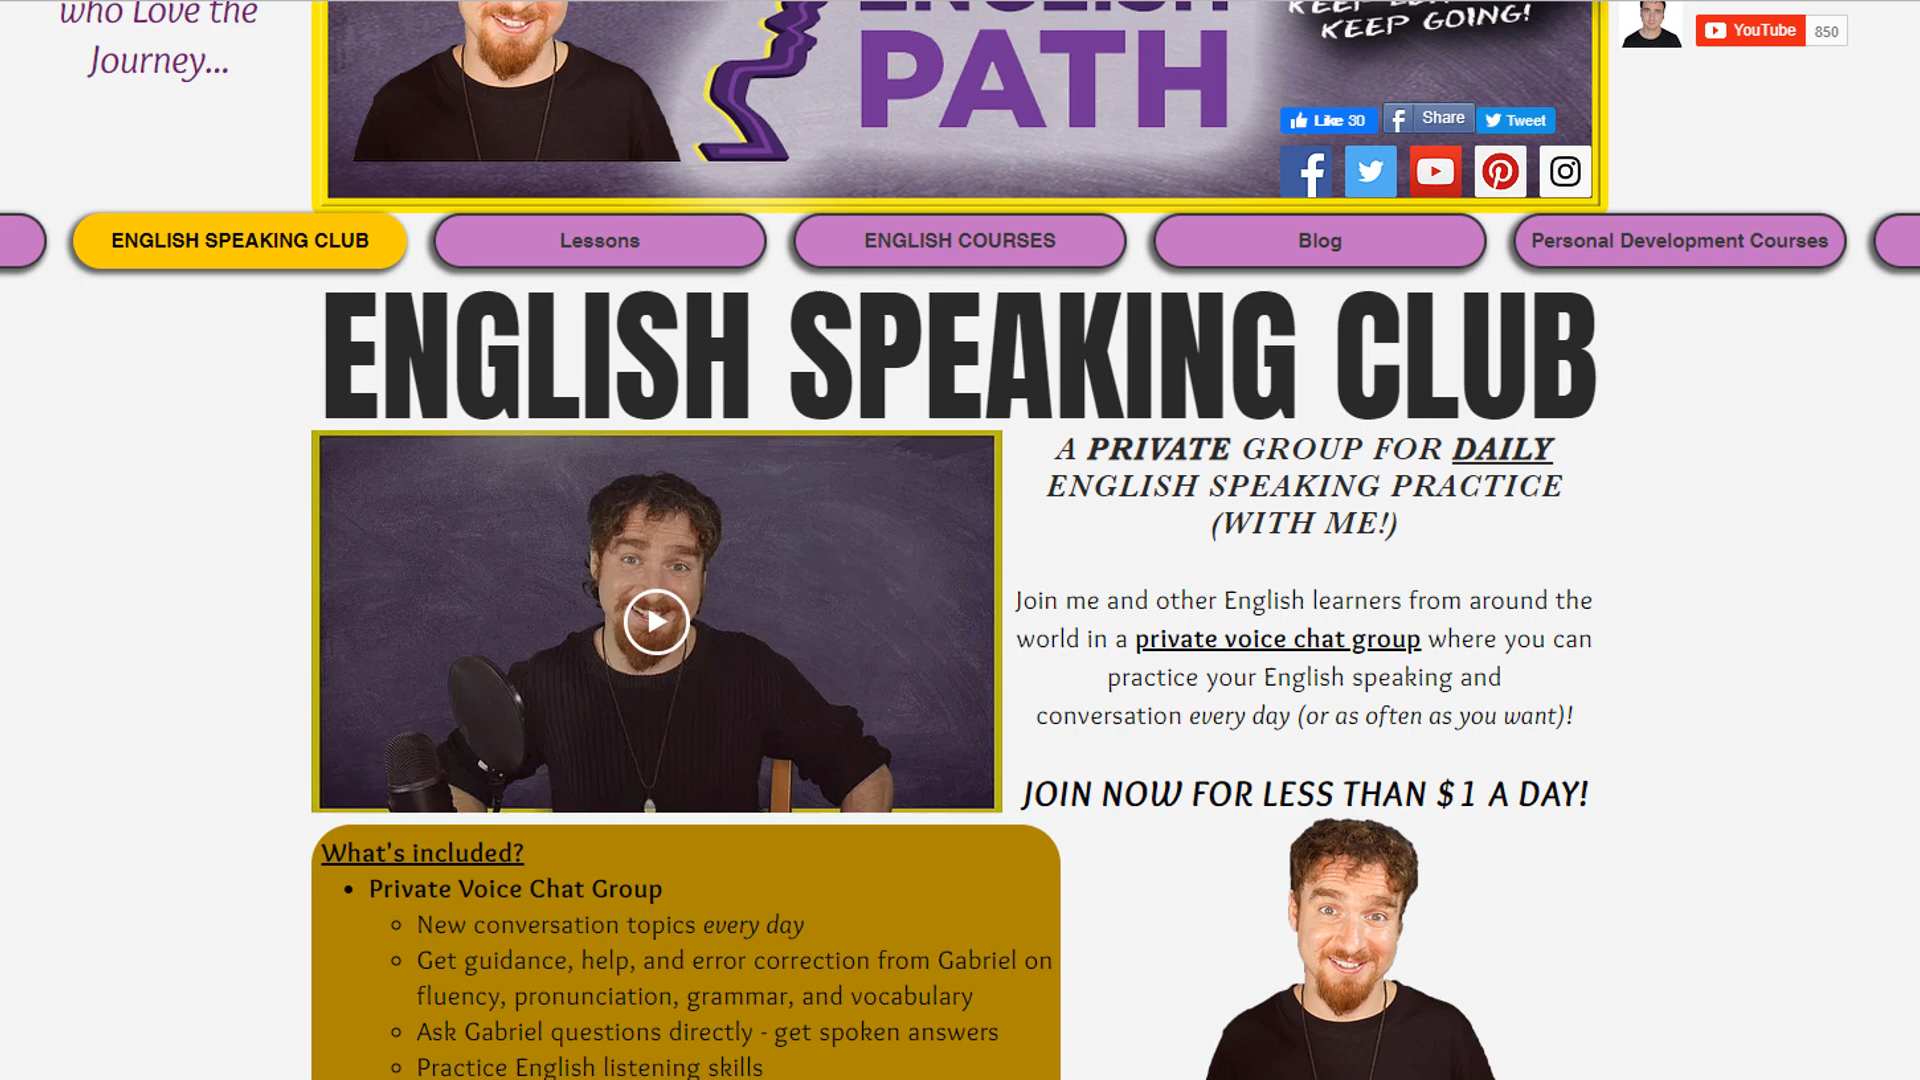 who Love the
Journey...
ENGLISH
PATH
KEEP GOING!
YouTube 850
Like 30
Share
Tweet
ENGLISH SPEAKING CLUB
Lessons
ENGLISH COURSES
Blog
Personal Development Courses
ENGLISH SPEAKING CLUB
A PRIVATE GROUP FOR DAILY
ENGLISH SPEAKING PRACTICE
(WITH ME!)
Join me and other English learners from around the
world in a private voice chat group where you can
practice your English speaking and
conversation every day (or as often as you want)!
JOIN NOW FOR LESS THAN $1 A DAY!
What's included?
• Private Voice Chat Group
◦ New conversation topics every day
◦ Get guidance, help, and error correction from Gabriel on
fluency, pronunciation, grammar, and vocabulary
◦ Ask Gabriel questions directly - get spoken answers
◦ Practice English listening skills